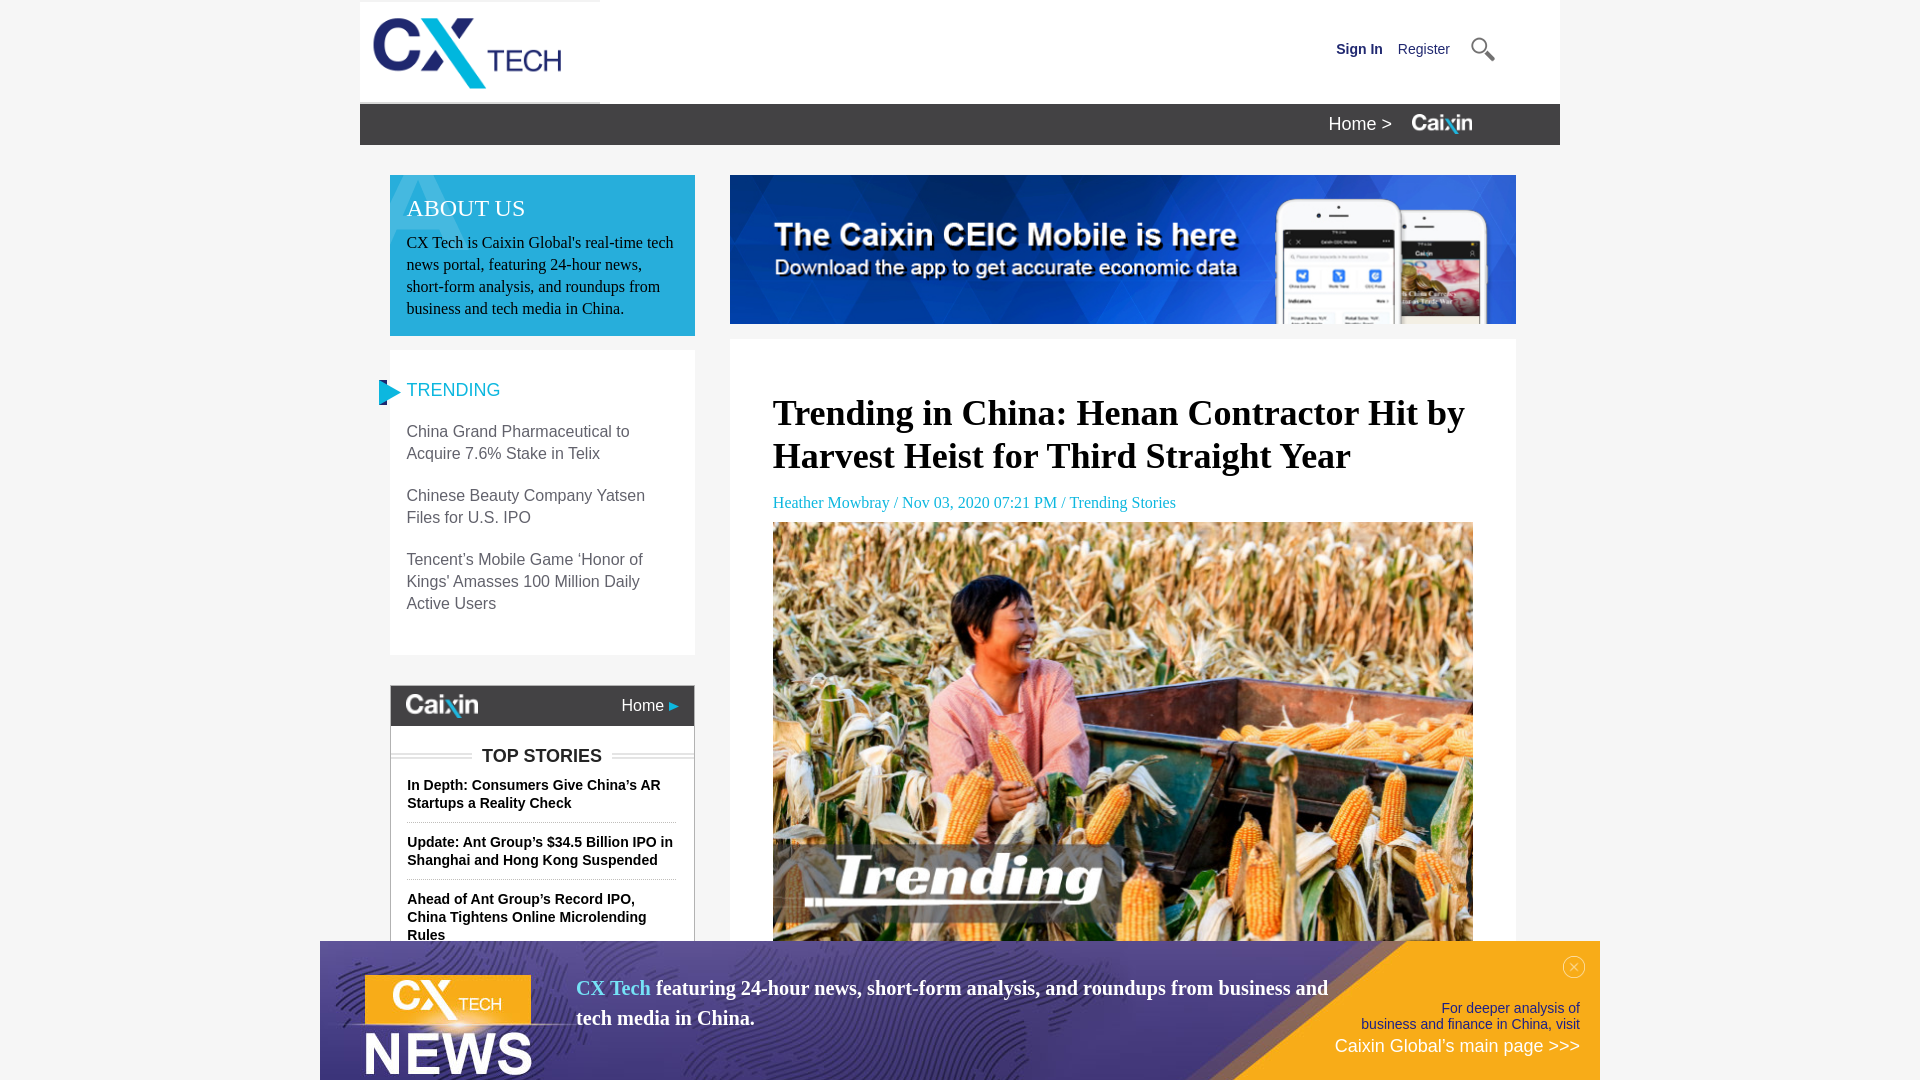 CX TECH
Sign In Register
Home > Caixin
ABOUT US
CX Tech is Caixin Global's real-time tech
news portal, featuring 24-hour news,
short-form analysis, and roundups from
business and tech media in China.
TRENDING
China Grand Pharmaceutical to
Acquire 7.6% Stake in Telix
Chinese Beauty Company Yatsen
Files for U.S. IPO
Tencent’s Mobile Game ‘Honor of
Kings' Amasses 100 Million Daily
Active Users
Caixin Home
TOP STORIES
In Depth: Consumers Give China’s AR
Startups a Reality Check
Update: Ant Group’s $34.5 Billion IPO in
Shanghai and Hong Kong Suspended
Ahead of Ant Group’s Record IPO,
China Tightens Online Microlending
Rules
The Caixin CEIC Mobile is here
Download the app to get accurate economic data
Trending in China: Henan Contractor Hit by
Harvest Heist for Third Straight Year
Heather Mowbray / Nov 03, 2020 07:21 PM / Trending Stories
Trending
CX TECH
NEWS
CX Tech featuring 24-hour news, short-form analysis, and roundups from business and
tech media in China.
For deeper analysis of
business and finance in China, visit
Caixin Global’s main page >>>